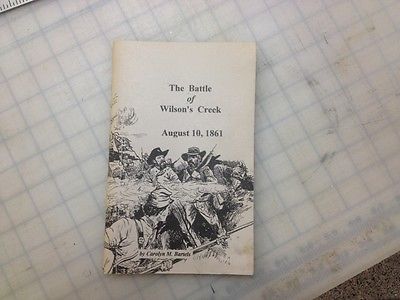 The Battle
of
Wilson's Creek
August 10, 1861
by Carolyn M. Bartels